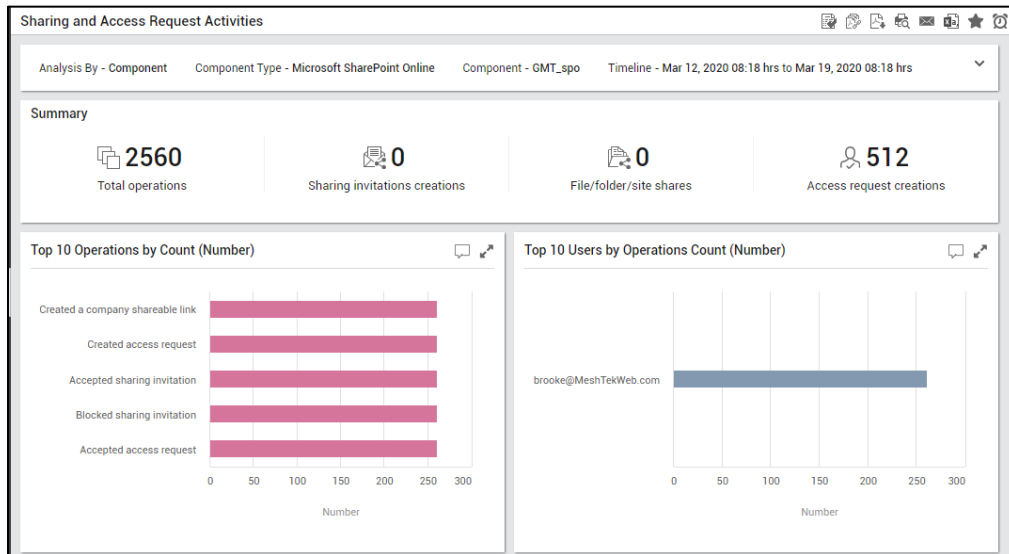 Sharing and Access Request Activities
Analysis By - Component Component Type - Microsoft SharePoint Online Component - GMT_spo Timeline - Mar 12, 2020 08:18 hrs to Mar 19, 2020 08:18 hrs
Summary
2560 0 0 512
Total operations Sharing invitations creations File/folder/site shares Access request creations
Top 10 Operations by Count (Number)
Created a company shareable link
Created access request
Accepted sharing invitation
Blocked sharing invitation
Accepted access request
0 50 100 150 200 250 300
Number
Top 10 Users by Operations Count (Number)
brooke@MeshTekWeb.com
0 50 100 150 200 250 300
Number